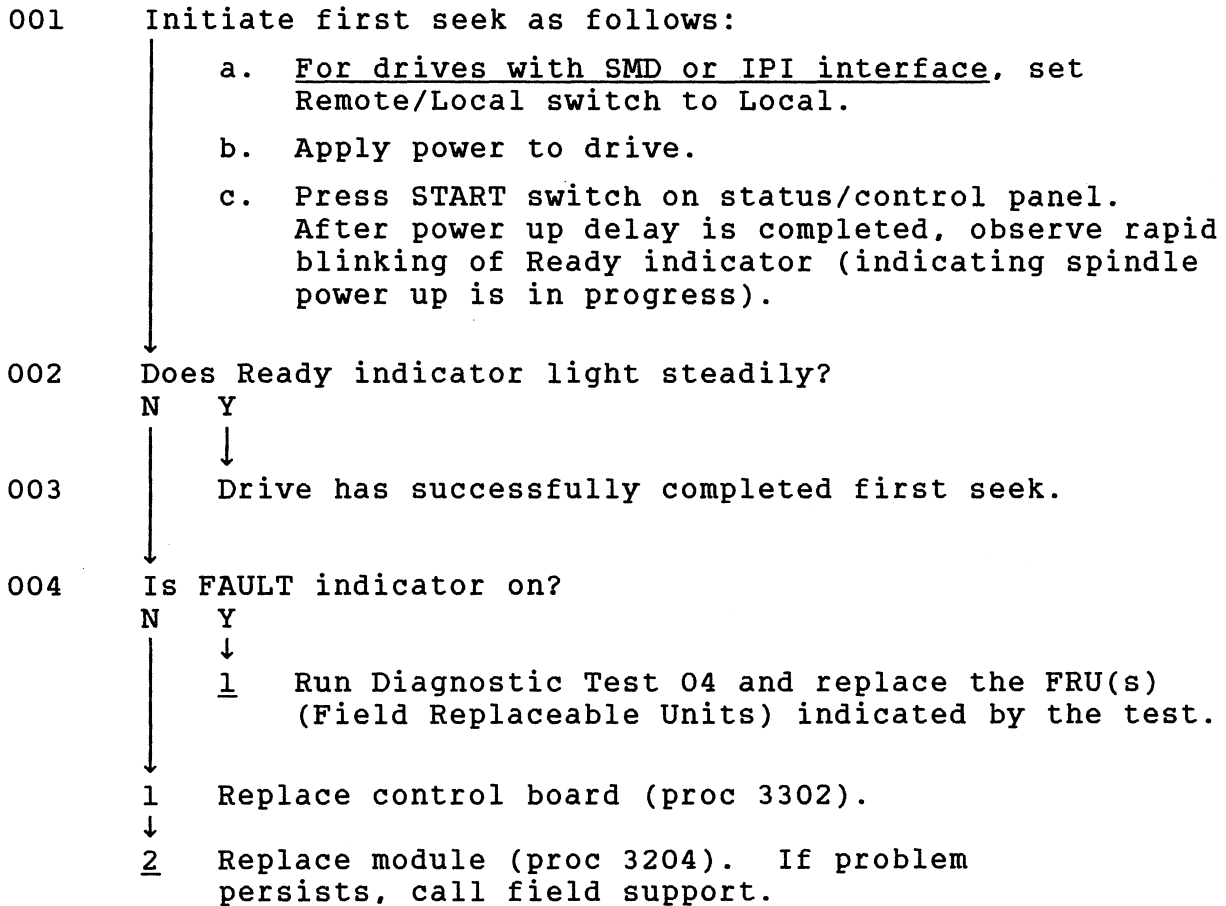 001 Initiate first seek as follows:
a. For drives with SMD or IPI interface, set
Remote/Local switch to Local.
b. Apply power to drive.
c. Press START switch on status/control panel.
After power up delay is completed, observe rapid
blinking of Ready indicator (indicating spindle
power up is in progress).
002 Does Ready indicator light steadily?
N Y
003 Drive has successfully completed first seek.
004 Is FAULT indicator on?
N Y
1 Run Diagnostic Test 04 and replace the FRU(s)
(Field Replaceable Units) indicated by the test.
1 Replace control board (proc 3302).
2 Replace module (proc 3204). If problem
persists, call field support.